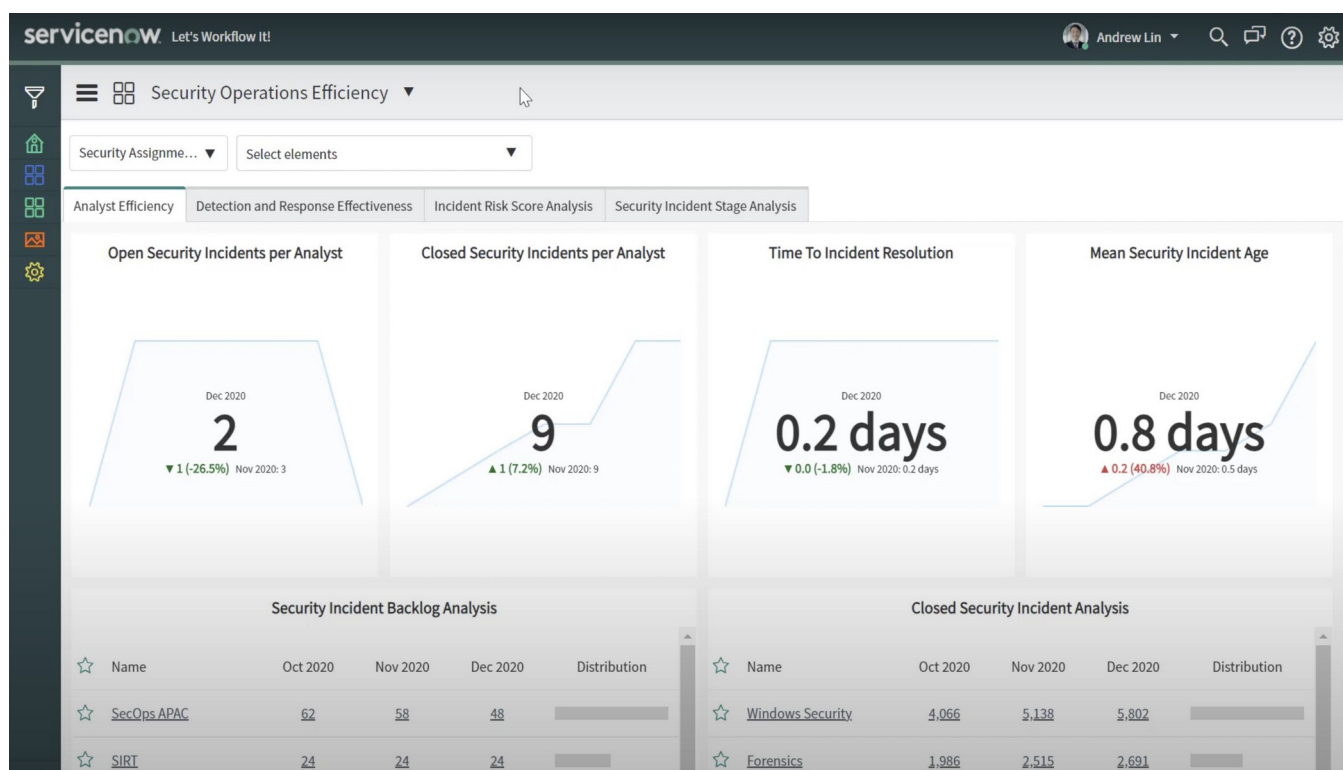 servicenow. Let's Workflow It! Andrew Lin
Security Operations Efficiency
Security Assignme... Select elements
Analyst Efficiency Detection and Response Effectiveness Incident Risk Score Analysis Security Incident Stage Analysis
Open Security Incidents per Analyst
Dec 2020
2
▼ 1 (-26.5%) Nov 2020: 3
Closed Security Incidents per Analyst
Dec 2020
9
▲ 1 (7.2%) Nov 2020: 9
Time To Incident Resolution
Dec 2020
0.2 days
▼ 0.0 (-1.8%) Nov 2020: 0.2 days
Mean Security Incident Age
Dec 2020
0.8 days
▲ 0.2 (40.8%) Nov 2020: 0.5 days
Security Incident Backlog Analysis
Name Oct 2020 Nov 2020 Dec 2020 Distribution
SecOps APAC 62 58 48
SIRT 24 24 24
Closed Security Incident Analysis
Name Oct 2020 Nov 2020 Dec 2020 Distribution
Windows Security 4,066 5,138 5,802
Forensics 1,986 2,515 2,691